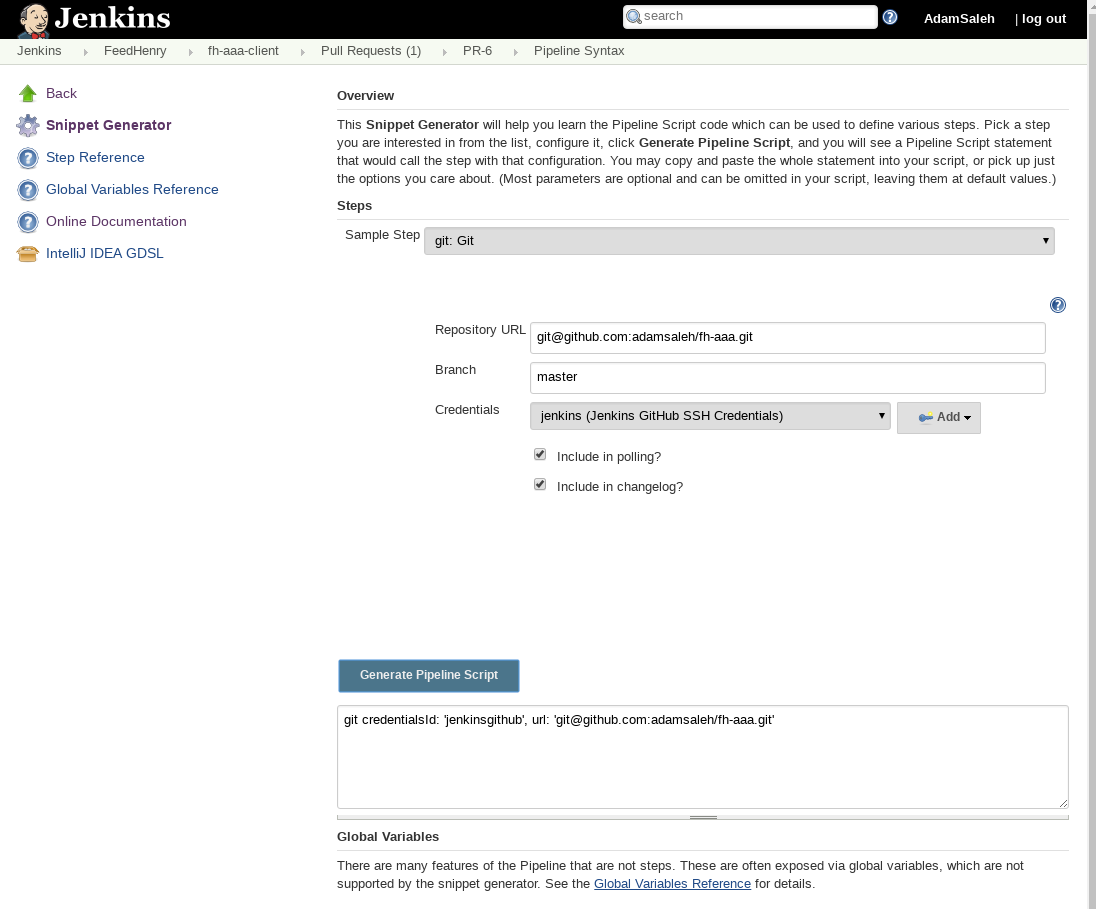 Jenkins
search
AdamSaleh | log out
Jenkins FeedHenry fh-aaa-client Pull Requests (1) PR-6 Pipeline Syntax
Back
Snippet Generator
Step Reference
Global Variables Reference
Online Documentation
IntelliJ IDEA GDSL
Overview
This Snippet Generator will help you learn the Pipeline Script code which can be used to define various steps. Pick a step
you are interested in from the list, configure it, click Generate Pipeline Script, and you will see a Pipeline Script statement
that would call the step with that configuration. You may copy and paste the whole statement into your script, or pick up just
the options you care about. (Most parameters are optional and can be omitted in your script, leaving them at default values.)
Steps
Sample Step git: Git
Repository URL git@github.com:adamsaleh/fh-aaa.git
Branch master
Credentials jenkins (Jenkins GitHub SSH Credentials) Add
Include in polling?
Include in changelog?
Generate Pipeline Script
git credentialsId: 'jenkinsgithub', url: 'git@github.com:adamsaleh/fh-aaa.git'
Global Variables
There are many features of the Pipeline that are not steps. These are often exposed via global variables, which are not
supported by the snippet generator. See the Global Variables Reference for details.